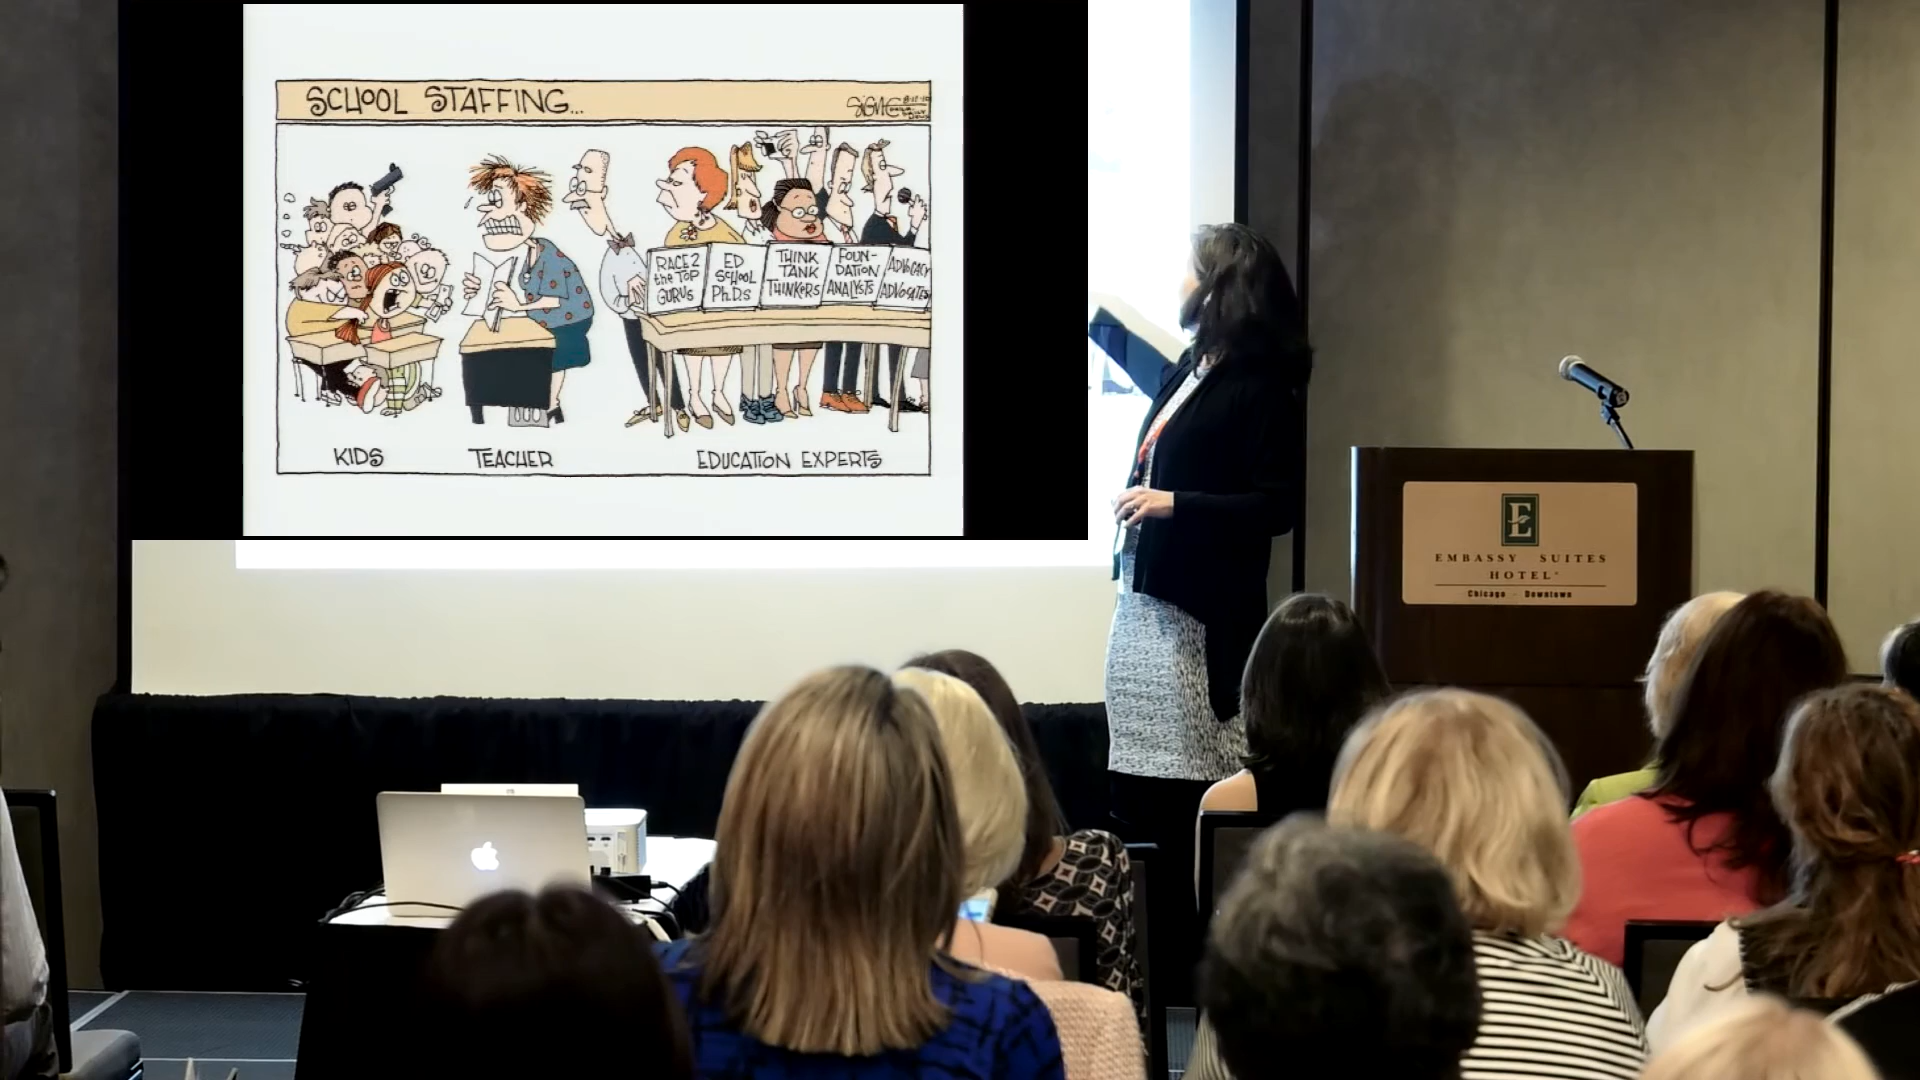 SCHOOL STAFFING...
SIGNE
RACE 2
the TOP
GURUS
ED
SCHOOL
Ph.D.s
THINK
TANK
THINKERS
FOUN-
DATION
ANALYSTS
ADVOCACY
ADVOCATES
KIDS
TEACHER
EDUCATION EXPERTS
E
EMBASSY SUITES
HOTEL
Chicago - Downtown